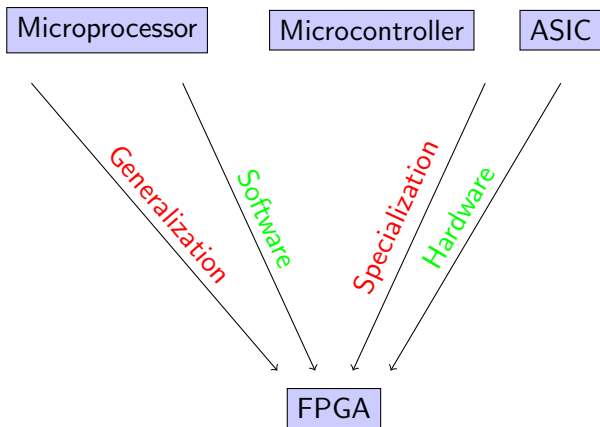 Microprocessor
Microcontroller
ASIC
Generalization
Software
Specialization
Hardware
FPGA